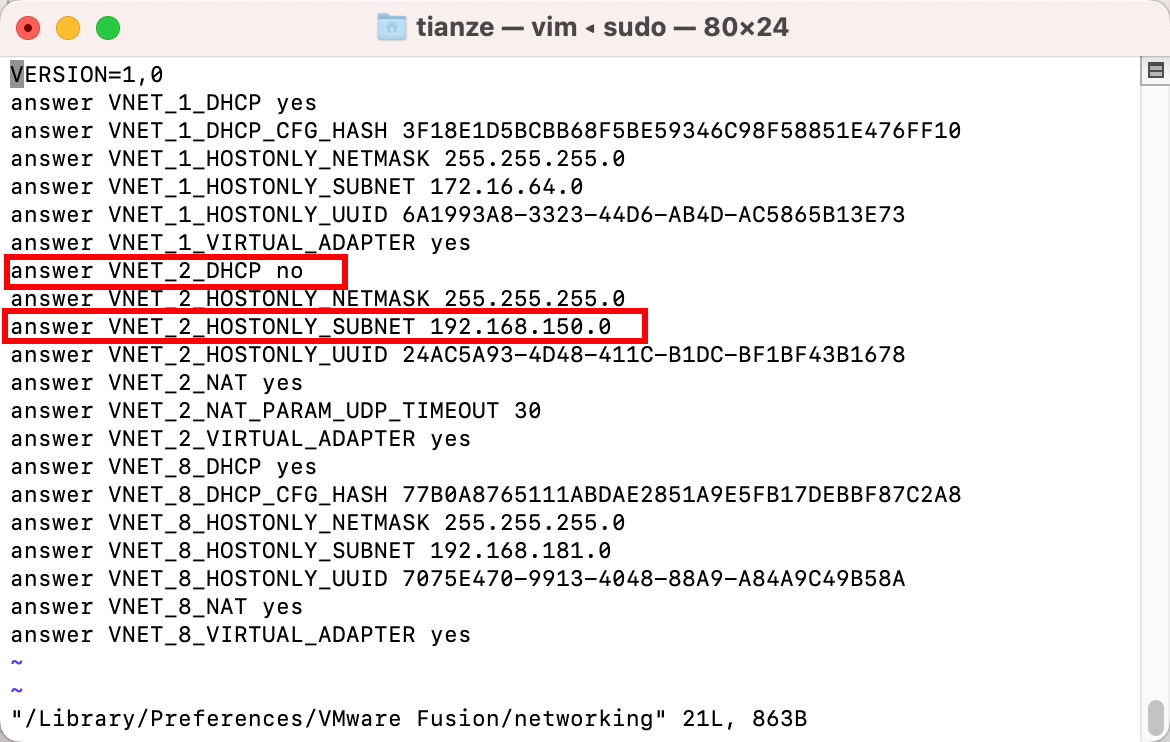 tianze — vim ◂ sudo — 80×24
VERSION=1,0
answer VNET_1_DHCP yes
answer VNET_1_DHCP_CFG_HASH 3F18E1D5BCBB68F5BE59346C98F58851E476FF10
answer VNET_1_HOSTONLY_NETMASK 255.255.255.0
answer VNET_1_HOSTONLY_SUBNET 172.16.64.0
answer VNET_1_HOSTONLY_UUID 6A1993A8-3323-44D6-AB4D-AC5865B13E73
answer VNET_1_VIRTUAL_ADAPTER yes
answer VNET_2_DHCP no
answer VNET_2_HOSTONLY_NETMASK 255.255.255.0
answer VNET_2_HOSTONLY_SUBNET 192.168.150.0
answer VNET_2_HOSTONLY_UUID 24AC5A93-4D48-411C-B1DC-BF1BF43B1678
answer VNET_2_NAT yes
answer VNET_2_NAT_PARAM_UDP_TIMEOUT 30
answer VNET_2_VIRTUAL_ADAPTER yes
answer VNET_8_DHCP yes
answer VNET_8_DHCP_CFG_HASH 77B0A8765111ABDAE2851A9E5FB17DEBBF87C2A8
answer VNET_8_HOSTONLY_NETMASK 255.255.255.0
answer VNET_8_HOSTONLY_SUBNET 192.168.181.0
answer VNET_8_HOSTONLY_UUID 7075E470-9913-4048-88A9-A84A9C49B58A
answer VNET_8_NAT yes
answer VNET_8_VIRTUAL_ADAPTER yes
~
~
"/Library/Preferences/VMware Fusion/networking" 21L, 863B